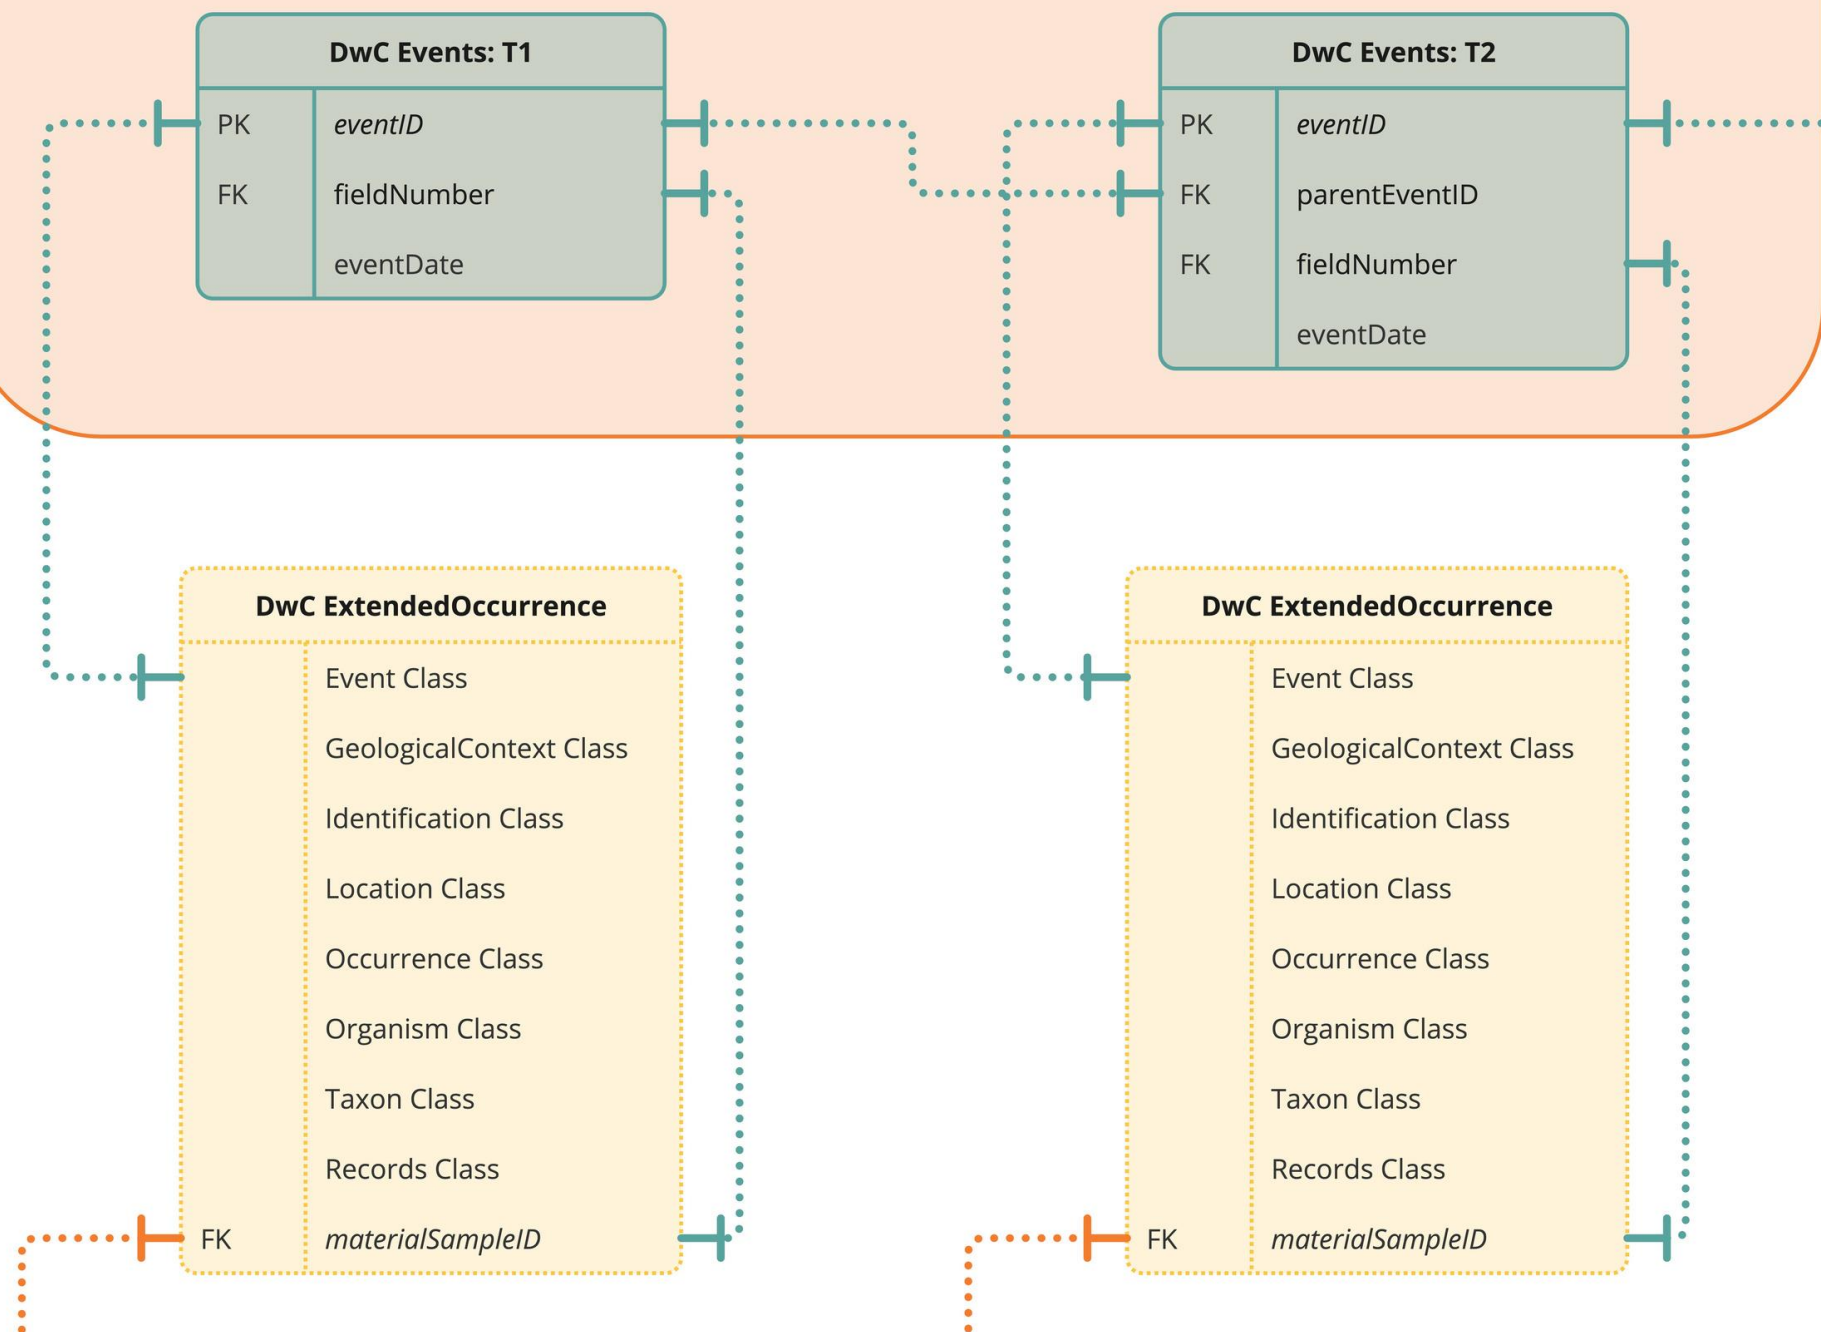 DwC Events: T1
PK eventID
FK fieldNumber
eventDate
DwC Events: T2
PK eventID
FK parentEventID
FK fieldNumber
eventDate
DwC ExtendedOccurrence
Event Class
GeologicalContext Class
Identification Class
Location Class
Occurrence Class
Organism Class
Taxon Class
Records Class
FK materialSampleID
DwC ExtendedOccurrence
Event Class
GeologicalContext Class
Identification Class
Location Class
Occurrence Class
Organism Class
Taxon Class
Records Class
FK materialSampleID